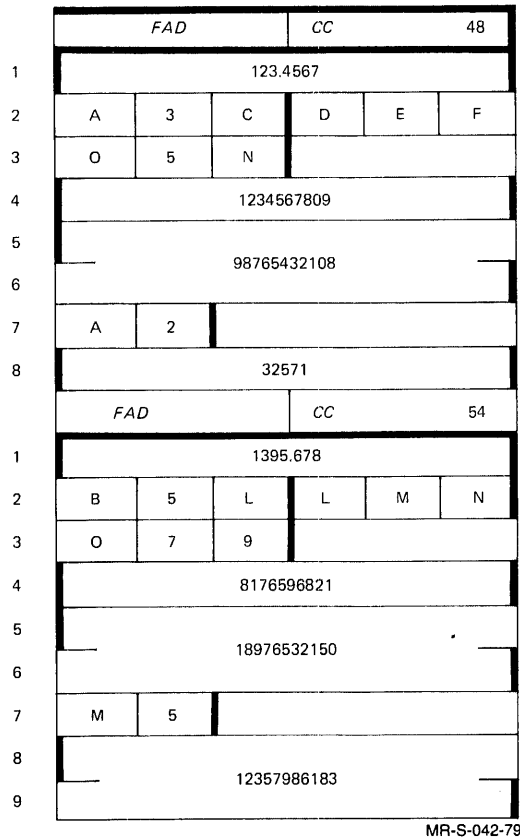 FAD CC 48
1 123.4567
2 A 3 C D E F
3 O 5 N
4 1234567809
5
98765432108
6
7 A 2
8 32571
FAD CC 54
1 1395.678
2 B 5 L L M N
3 O 7 9
4 8176596821
5
18976532150
6
7 M 5
8
12357986183
9
MR-S-042-79